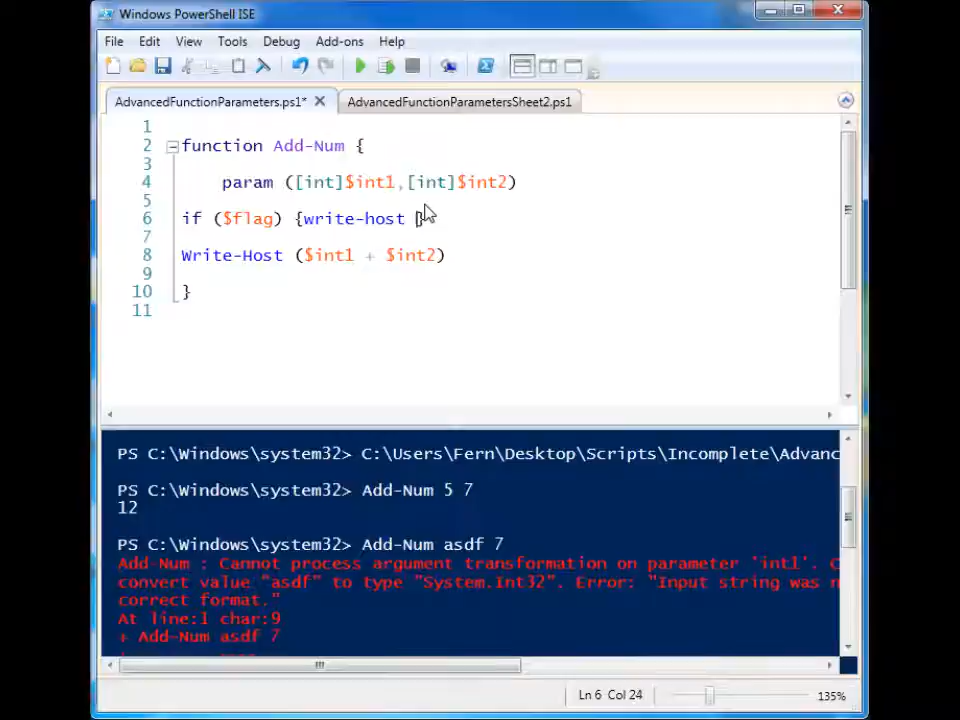 Windows PowerShell ISE
File Edit View Tools Debug Add-ons Help
AdvancedFunctionParameters.ps1* AdvancedFunctionParametersSheet2.ps1
1
2 function Add-Num {
3
4 param ([int]$int1,[int]$int2)
5
6 if ($flag) {write-host }
7
8 Write-Host ($int1 + $int2)
9
10 }
11
PS C:\Windows\system32> C:\Users\Fern\Desktop\Scripts\Incomplete\Advanc
PS C:\Windows\system32> Add-Num 5 7
12
PS C:\Windows\system32> Add-Num asdf 7
Add-Num : Cannot process argument transformation on parameter 'int1'. C
convert value "asdf" to type "System.Int32". Error: "Input string was n
correct format."
At line:1 char:9
+ Add-Num asdf 7
Ln 6 Col 24 135%